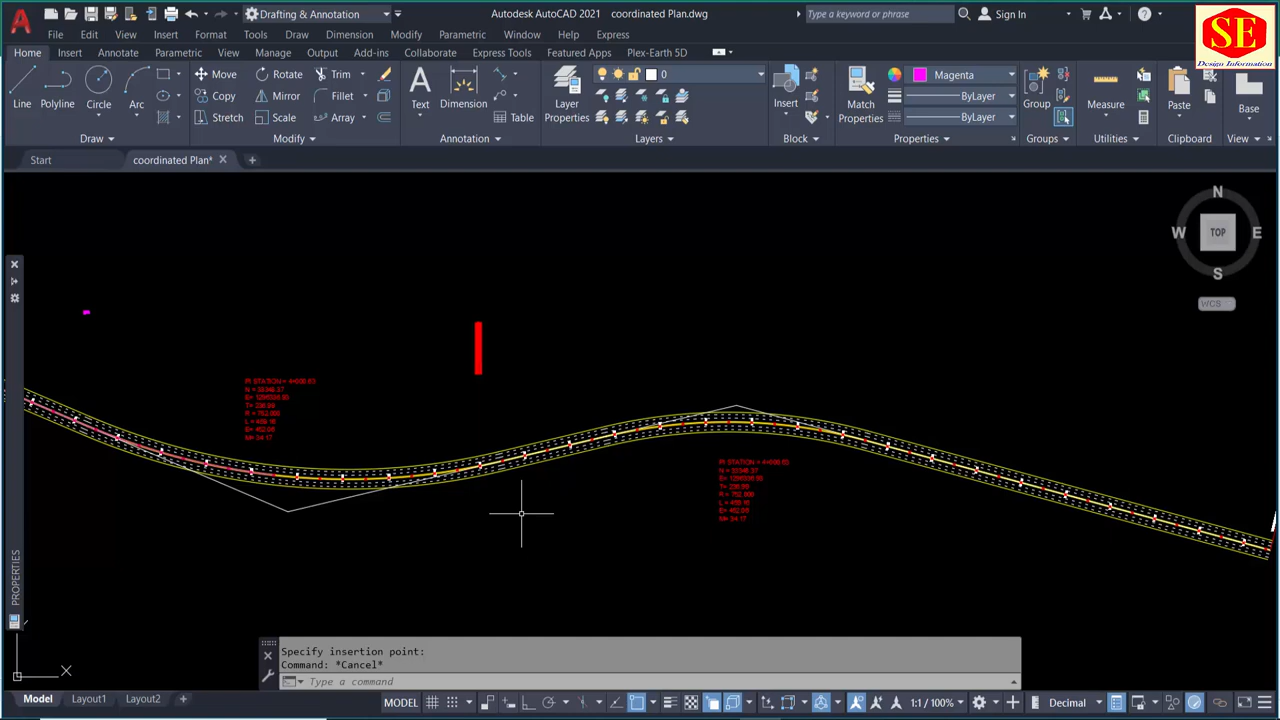 Drafting & Annotation
Autodesk AutoCAD 2021 coordinated Plan.dwg
Type a keyword or phrase
Sign In
SE
Design Information
File Edit View Insert Format Tools Draw Dimension Modify Parametric Window Help Express
Home Insert Annotate Parametric View Manage Output Add-ins Collaborate Express Tools Featured Apps Plex-Earth 5D
Line Polyline Circle Arc
Move Rotate Trim
Copy Mirror Fillet
Stretch Scale Array
Text Dimension Table
Layer Properties
0
Insert
Match Properties
Magenta
ByLayer
ByLayer
Group Measure Paste Base
Draw Modify Annotation Layers Block Properties Groups Utilities Clipboard View
Start coordinated Plan*
N
W TOP E
S
WCS
PROPERTIES
Specify insertion point:
Command: *Cancel*
Type a command
X
Model Layout1 Layout2
MODEL
1:1 / 100%
Decimal